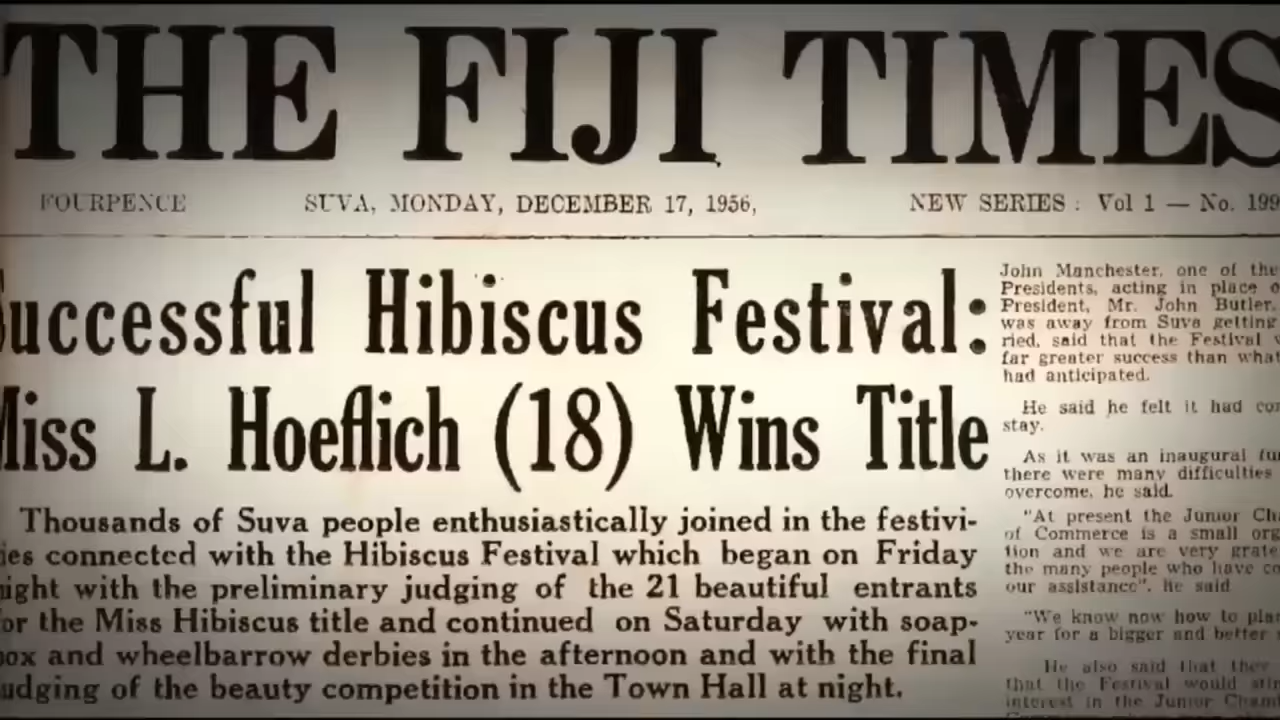 THE FIJI TIMES
FOURPENCE SUVA, MONDAY, DECEMBER 17, 1956, NEW SERIES : Vol 1 — No. 199
Successful Hibiscus Festival:
Miss L. Hoeflich (18) Wins Title
Thousands of Suva people enthusiastically joined in the festivi-
ties connected with the Hibiscus Festival which began on Friday
night with the preliminary judging of the 21 beautiful entrants
for the Miss Hibiscus title and continued on Saturday with soap-
box and wheelbarrow derbies in the afternoon and with the final
judging of the beauty competition in the Town Hall at night.
John Manchester, one of the
Presidents, acting in place
President, Mr. John Butler,
was away from Suva getting
ried, said that the Festival
far greater success than what
had anticipated.
He said he felt it had
stay.
As it was an inaugural
there were many difficulties
overcome, he said.
"At present the Junior
of Commerce is a small
tion and we are very
the many people who have
our assistance", he said
"We know now how to
year for a bigger and better
He also said that
that the Festival would
interest in the Junior